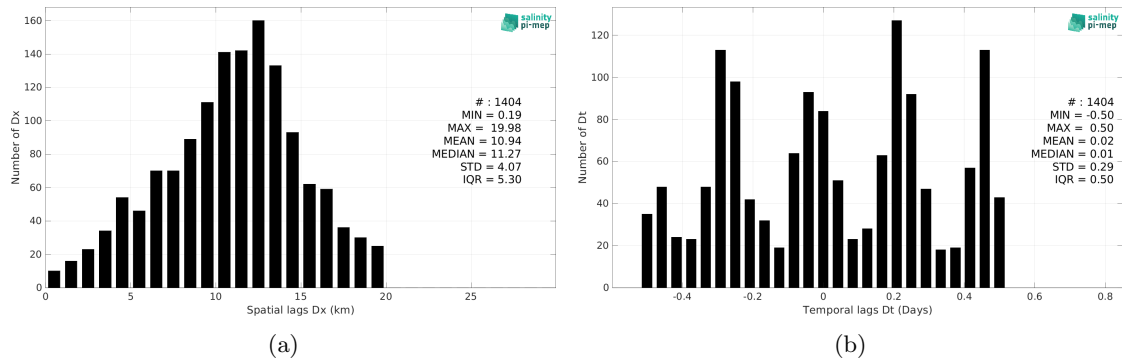 160
140
120
100
80
60
40
20
0
Number of Dx
0
5
10
15
20
25
Spatial lags Dx (km)
salinity
pi-mep
# : 1404
MIN = 0.19
MAX = 19.98
MEAN = 10.94
MEDIAN = 11.27
STD = 4.07
IQR = 5.30
(a)
120
100
80
60
40
20
0
Number of Dt
-0.4
-0.2
0
0.2
0.4
0.6
0.8
Temporal lags Dt (Days)
salinity
pi-mep
# : 1404
MIN = -0.50
MAX = 0.50
MEAN = 0.02
MEDIAN = 0.01
STD = 0.29
IQR = 0.50
(b)